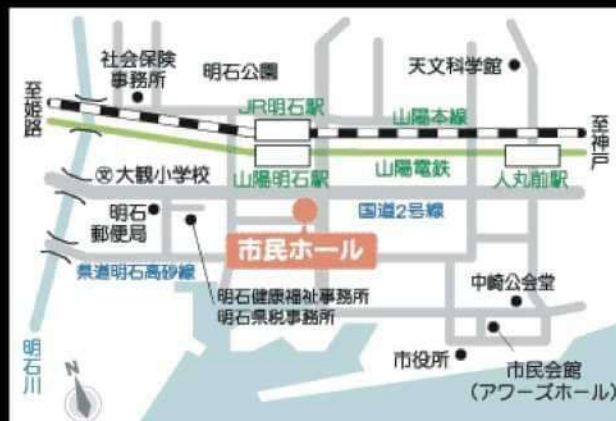 社会保険
事務所
明石公園
天文科学館
至姫路
JR明石駅
山陽本線
至神戸
㊫大観小学校
山陽明石駅
山陽電鉄
人丸前駅
明石
郵便局
国道2号線
市民ホール
県道明石高砂線
明石健康福祉事務所
明石県税事務所
中崎公会堂
明石川
市役所
市民会館
(アワーズホール)
N